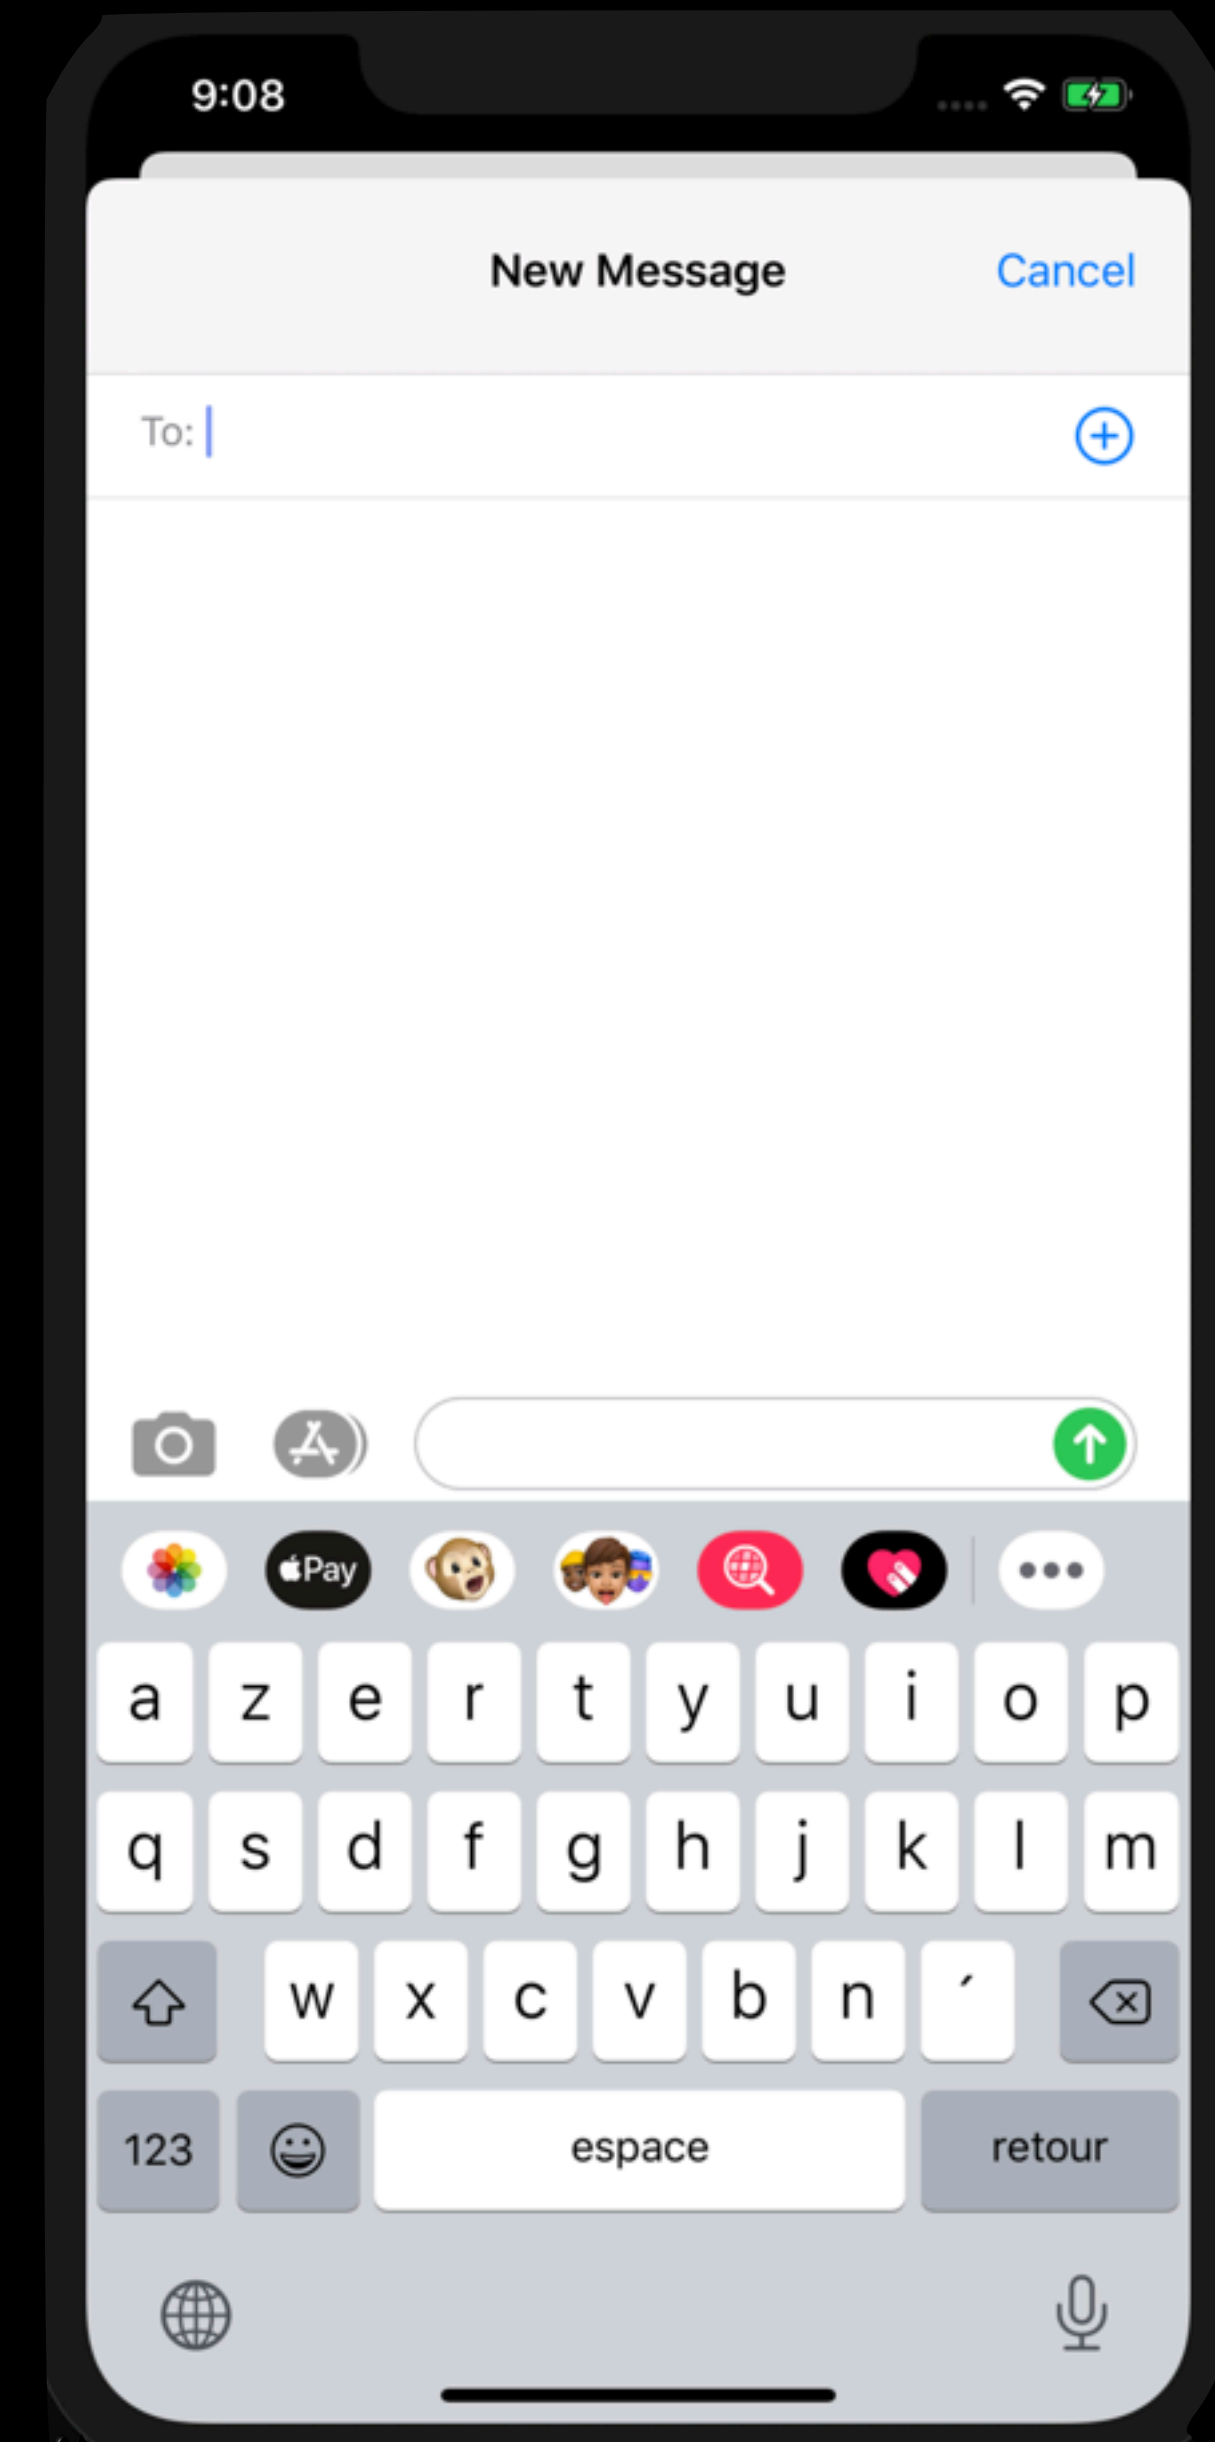 9:08
New Message Cancel
To:
Pay
a z e r t y u i o p
q s d f g h j k l m
w x c v b n ´
123 espace retour